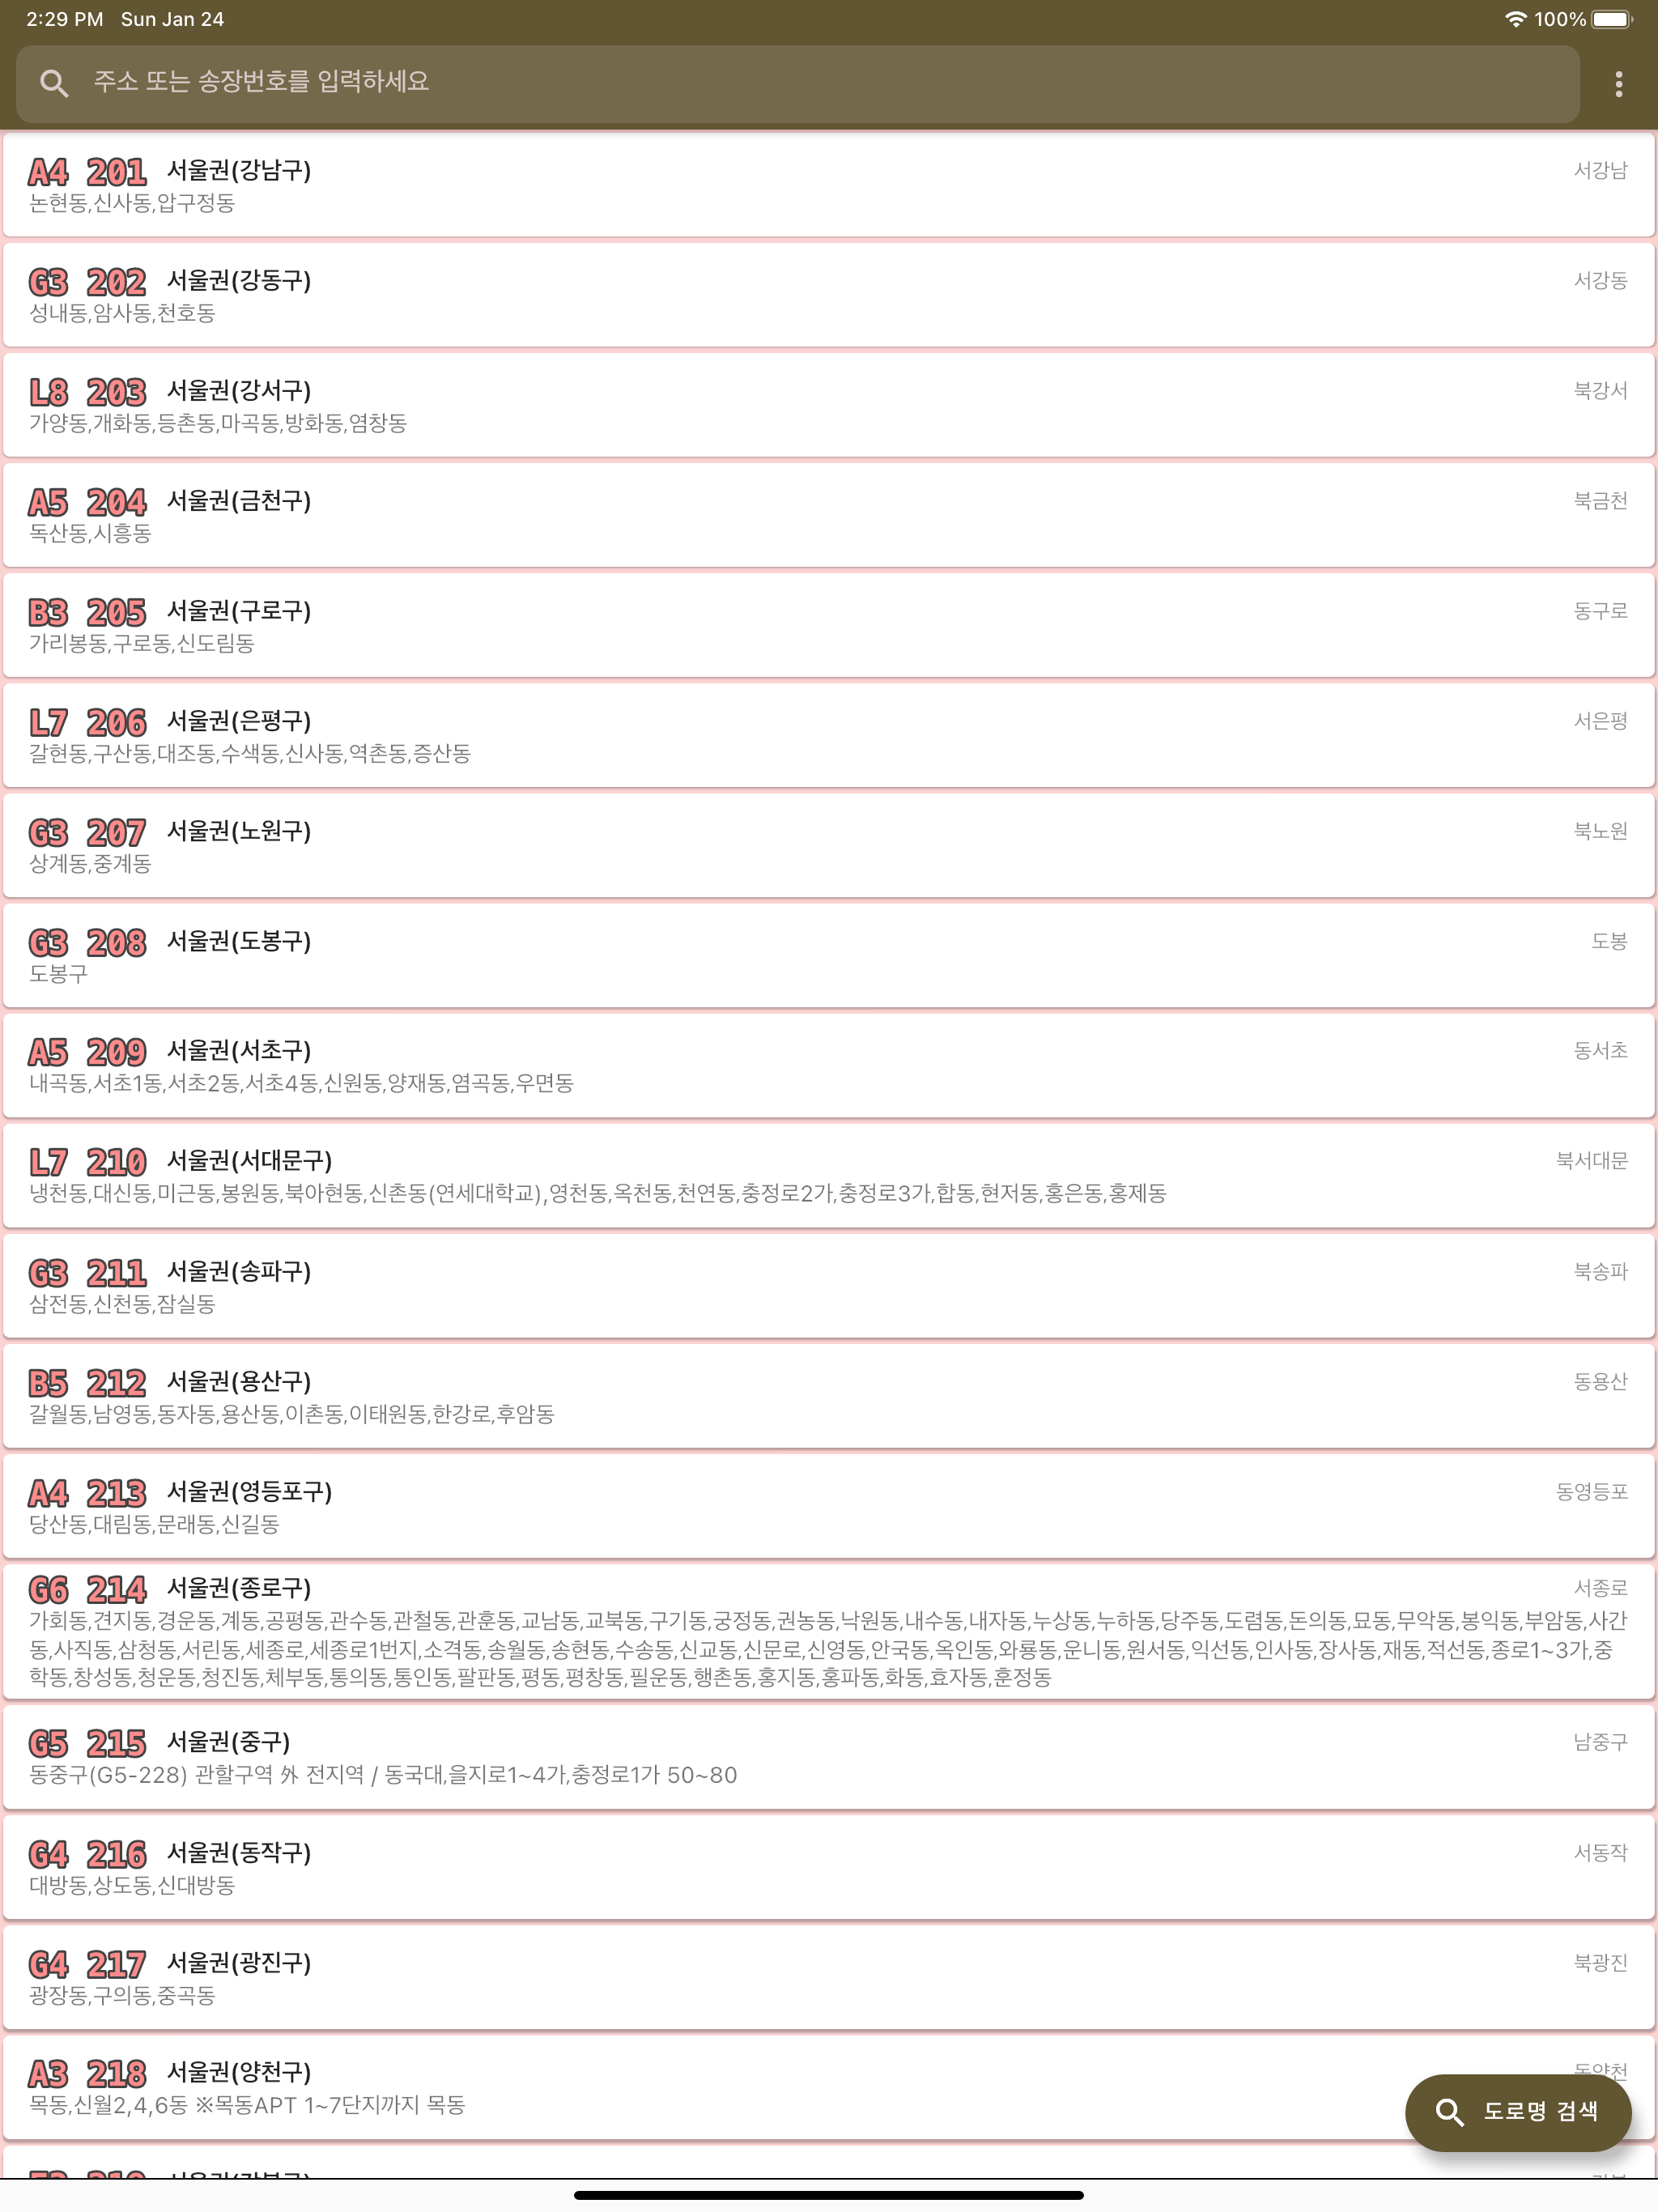 2:29 PM Sun Jan 24 100%
주소 또는 송장번호를 입력하세요
A4 201 서울권(강남구) 서강남
논현동,신사동,압구정동
G3 202 서울권(강동구) 서강동
성내동,암사동,천호동
L8 203 서울권(강서구) 북강서
가양동,개화동,등촌동,마곡동,방화동,염창동
A5 204 서울권(금천구) 북금천
독산동,시흥동
B3 205 서울권(구로구) 동구로
가리봉동,구로동,신도림동
L7 206 서울권(은평구) 서은평
갈현동,구산동,대조동,수색동,신사동,역촌동,증산동
G3 207 서울권(노원구) 북노원
상계동,중계동
G3 208 서울권(도봉구) 도봉
도봉구
A5 209 서울권(서초구) 동서초
내곡동,서초1동,서초2동,서초4동,신원동,양재동,염곡동,우면동
L7 210 서울권(서대문구) 북서대문
냉천동,대신동,미근동,봉원동,북아현동,신촌동(연세대학교),영천동,옥천동,천연동,충정로2가,충정로3가,합동,현저동,홍은동,홍제동
G3 211 서울권(송파구) 북송파
삼전동,신천동,잠실동
B5 212 서울권(용산구) 동용산
갈월동,남영동,동자동,용산동,이촌동,이태원동,한강로,후암동
A4 213 서울권(영등포구) 동영등포
당산동,대림동,문래동,신길동
G6 214 서울권(종로구) 서종로
가회동,견지동,경운동,계동,공평동,관수동,관철동,관훈동,교남동,교북동,구기동,궁정동,권농동,낙원동,내수동,내자동,누상동,누하동,당주동,도렴동,돈의동,묘동,무악동,봉익동,부암동,사간
동,사직동,삼청동,서린동,세종로,세종로1번지,소격동,송월동,송현동,수송동,신교동,신문로,신영동,안국동,옥인동,와룡동,운니동,원서동,익선동,인사동,장사동,재동,적선동,종로1~3가,중
학동,창성동,청운동,청진동,체부동,통의동,통인동,팔판동,평동,평창동,필운동,행촌동,홍지동,홍파동,화동,효자동,훈정동
G5 215 서울권(중구) 남중구
동중구(G5-228) 관할구역 外 전지역 / 동국대,을지로1~4가,충정로1가 50~80
G4 216 서울권(동작구) 서동작
대방동,상도동,신대방동
G4 217 서울권(광진구) 북광진
광장동,구의동,중곡동
A3 218 서울권(양천구) 동양천
목동,신월2,4,6동 ※목동APT 1~7단지까지 목동
도로명 검색